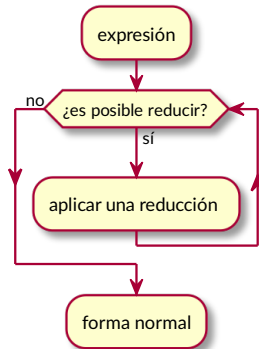 expresión
no
¿es posible reducir?
sí
aplicar una reducción
forma normal